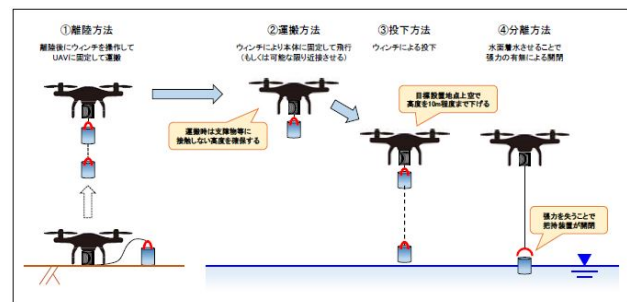 ①離陸方法
離陸後にウィンチを操作して
UAVに固定して運搬
②運搬方法
ウィンチにより本体に固定して飛行
(もしくは可能な限り近接させる)
運搬時は支障物等に
接触しない高度を確保する
③投下方法
ウィンチによる投下
目標設置地点上空で
高度を10m程度まで下げる
④分離方法
水面着水させることで
張力の有無による開閉
張力を失うことで
把持装置が開閉